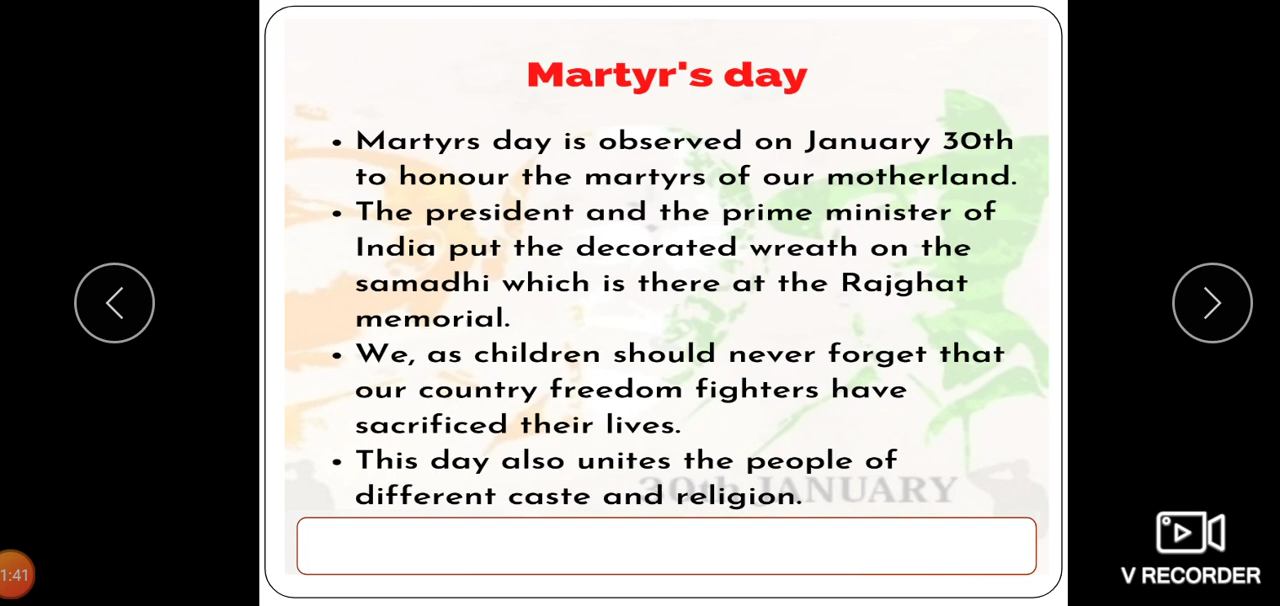 Martyr's day
• Martyrs day is observed on January 30th
to honour the martyrs of our motherland.
• The president and the prime minister of
India put the decorated wreath on the
samadhi which is there at the Rajghat
memorial.
• We, as children should never forget that
our country freedom fighters have
sacrificed their lives.
• This day also unites the people of
different caste and religion.
30th JANUARY
1:41
V RECORDER